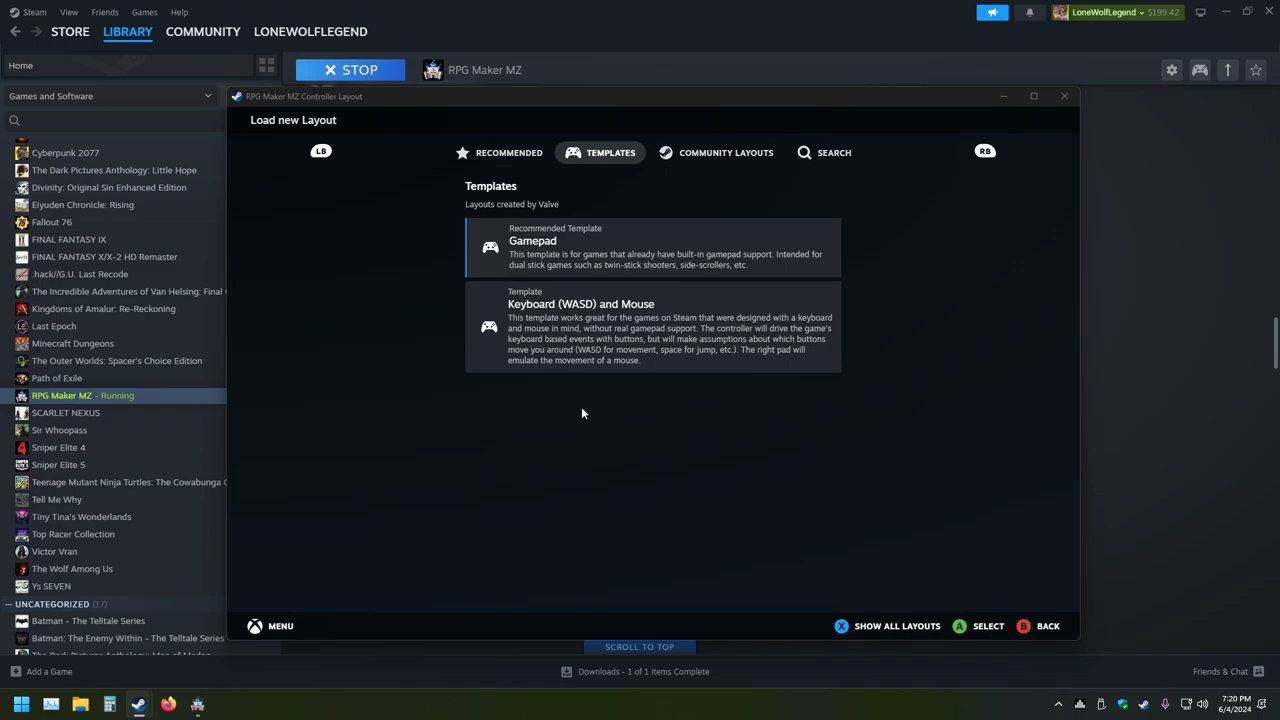 Steam View Friends Games Help
LoneWolfLegend $199.42
STORE LIBRARY COMMUNITY LONEWOLFLEGEND
Home
STOP
RPG Maker MZ
Games and Software
RPG Maker MZ Controller Layout
Load new Layout
LB
RECOMMENDED
TEMPLATES
COMMUNITY LAYOUTS
SEARCH
RB
Templates
Layouts created by Valve
Recommended Template
Gamepad
This template is for games that already have built-in gamepad support. Intended for
dual stick games such as twin-stick shooters, side-scrollers, etc.
Template
Keyboard (WASD) and Mouse
This template works great for the games on Steam that were designed with a keyboard
and mouse in mind, without real gamepad support. The controller will drive the game's
keyboard based events with buttons, but will make assumptions about which buttons
move you around (WASD for movement, space for jump, etc.). The right pad will
emulate the movement of a mouse.
MENU
X SHOW ALL LAYOUTS
A SELECT
B BACK
Cyberpunk 2077
The Dark Pictures Anthology: Little Hope
Divinity: Original Sin Enhanced Edition
Eiyuden Chronicle: Rising
Fallout 76
FINAL FANTASY IX
FINAL FANTASY X/X-2 HD Remaster
.hack//G.U. Last Recode
The Incredible Adventures of Van Helsing: Final
Kingdoms of Amalur: Re-Reckoning
Last Epoch
Minecraft Dungeons
The Outer Worlds: Spacer's Choice Edition
Path of Exile
RPG Maker MZ - Running
SCARLET NEXUS
Sir Whoopass
Sniper Elite 4
Sniper Elite 5
Teenage Mutant Ninja Turtles: The Cowabunga
Tell Me Why
Tiny Tina's Wonderlands
Top Racer Collection
Victor Vran
The Wolf Among Us
Ys SEVEN
UNCATEGORIZED (17)
Batman - The Telltale Series
Batman: The Enemy Within - The Telltale Series
SCROLL TO TOP
Add a Game
Downloads - 1 of 1 Items Complete
Friends & Chat
7:20 PM
6/4/2024